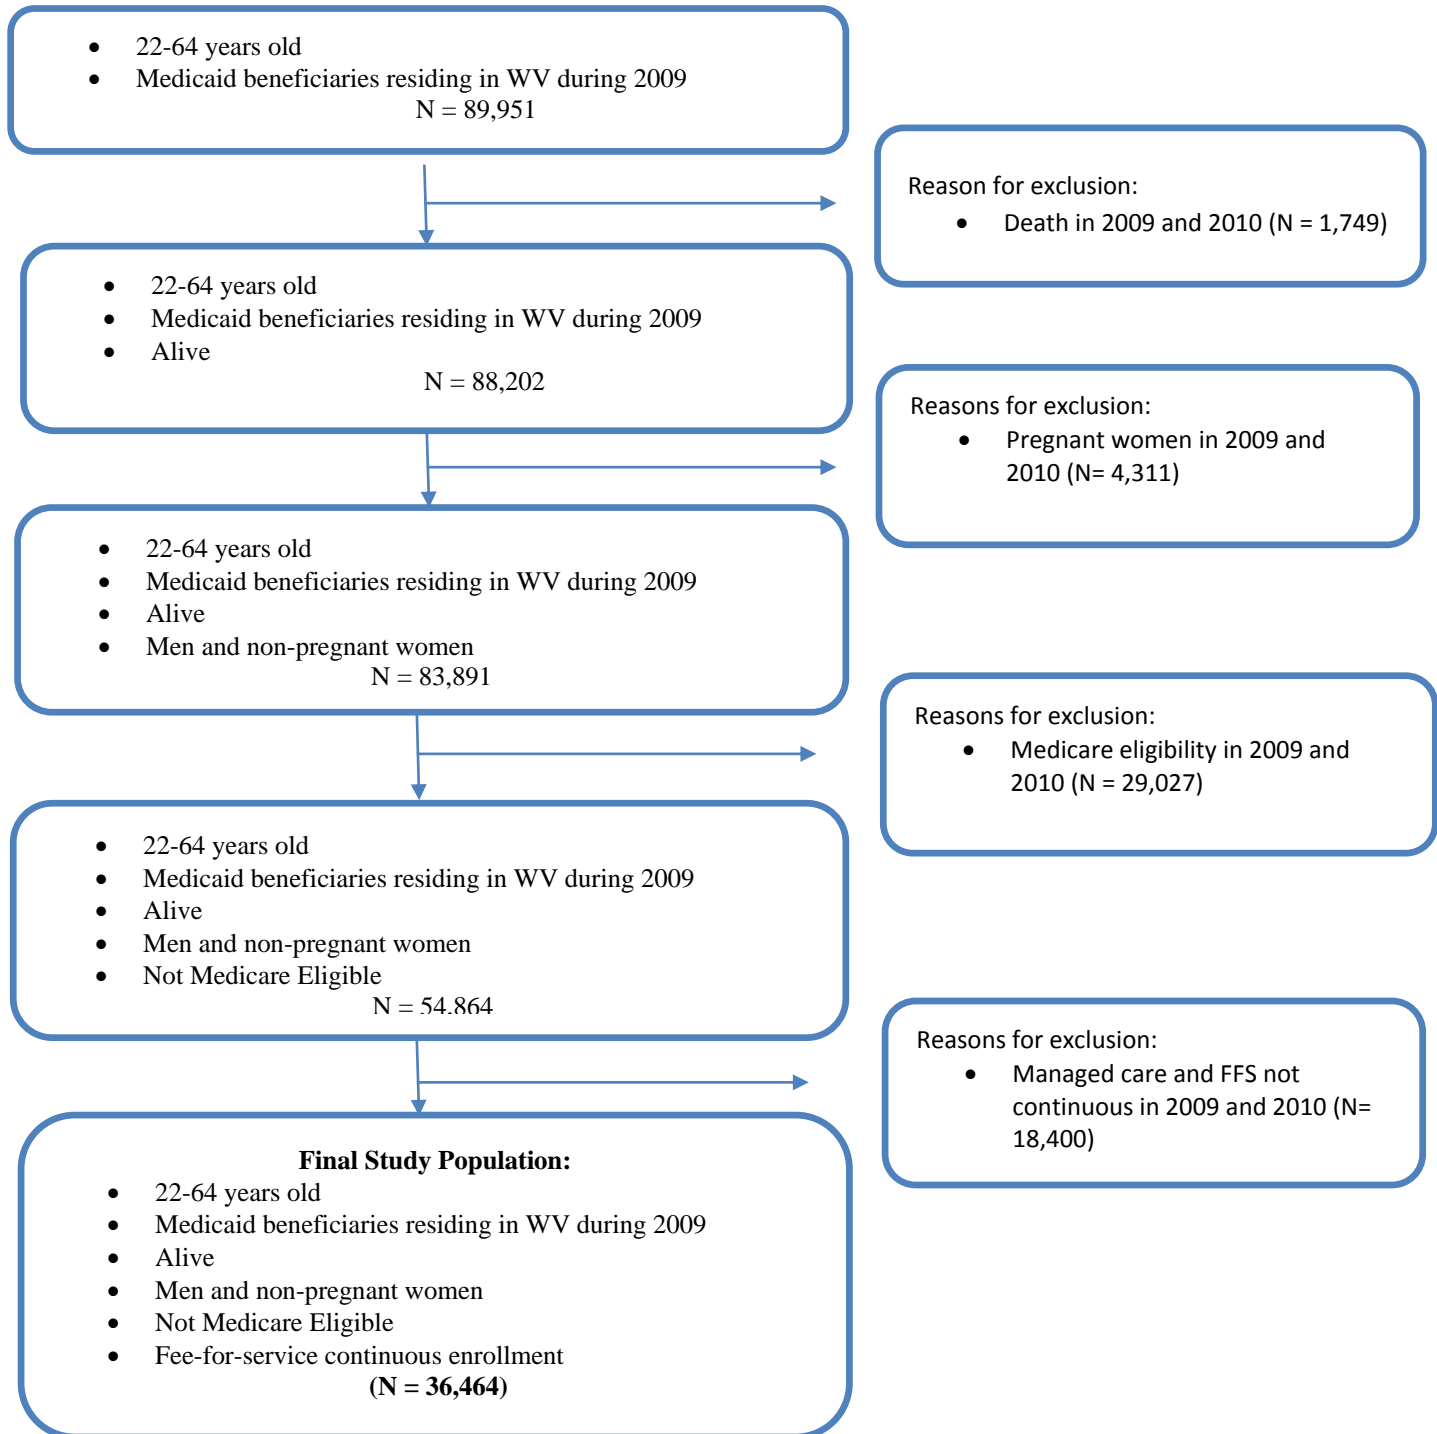 • 22-64 years old
• Medicaid beneficiaries residing in WV during 2009
N = 89,951
Reason for exclusion:
• Death in 2009 and 2010 (N = 1,749)
• 22-64 years old
• Medicaid beneficiaries residing in WV during 2009
• Alive
N = 88,202
Reasons for exclusion:
• Pregnant women in 2009 and
2010 (N= 4,311)
• 22-64 years old
• Medicaid beneficiaries residing in WV during 2009
• Alive
• Men and non-pregnant women
N = 83,891
Reasons for exclusion:
• Medicare eligibility in 2009 and
2010 (N = 29,027)
• 22-64 years old
• Medicaid beneficiaries residing in WV during 2009
• Alive
• Men and non-pregnant women
• Not Medicare Eligible
N = 54,864
Reasons for exclusion:
• Managed care and FFS not
continuous in 2009 and 2010 (N=
18,400)
Final Study Population:
• 22-64 years old
• Medicaid beneficiaries residing in WV during 2009
• Alive
• Men and non-pregnant women
• Not Medicare Eligible
• Fee-for-service continuous enrollment
(N = 36,464)